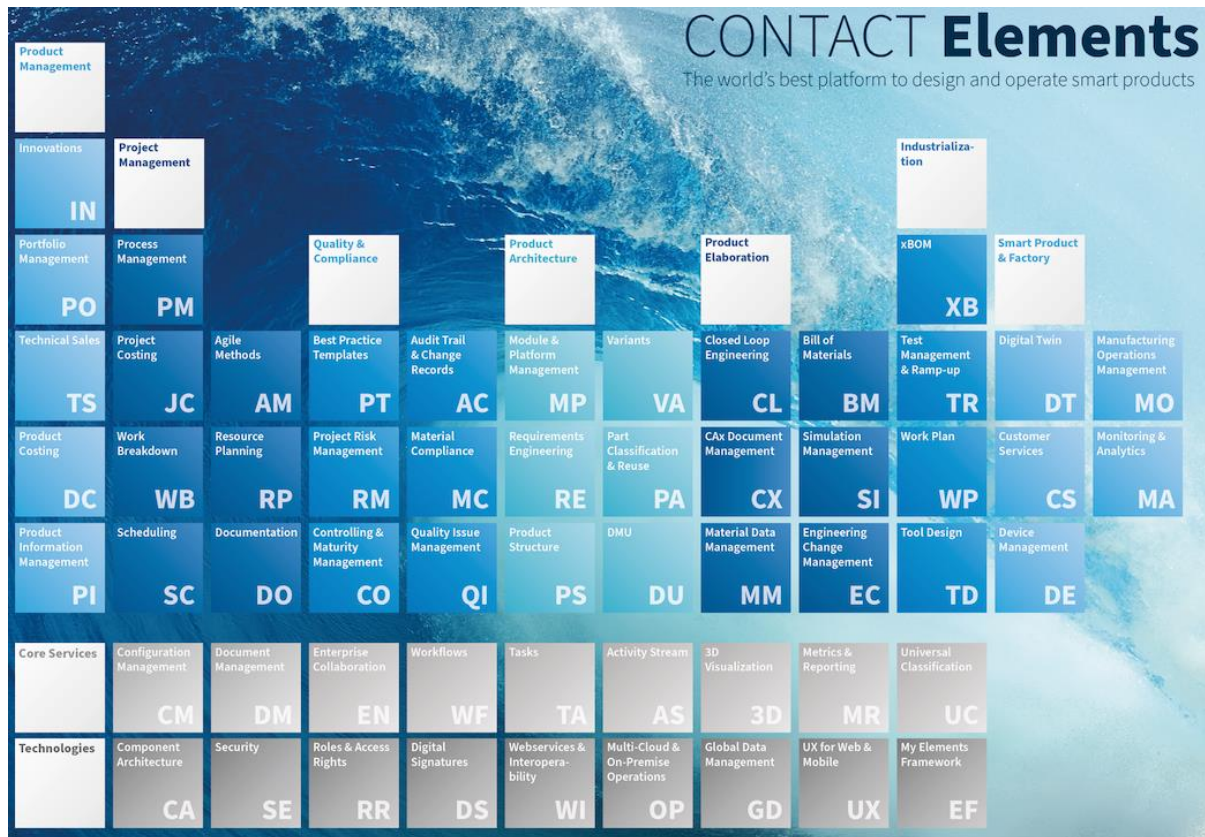 CONTACT Elements
The world's best platform to design and operate smart products
Product
Management
Innovations
IN
Project
Management
Industrializa-
tion
Portfolio
Management
PO
Process
Management
PM
Quality &
Compliance
Product
Architecture
Product
Elaboration
xBOM
XB
Smart Product
& Factory
Technical Sales
TS
Project
Costing
JC
Agile
Methods
AM
Best Practice
Templates
PT
Audit Trail
& Change
Records
AC
Module &
Platform
Management
MP
Variants
VA
Closed Loop
Engineering
CL
Bill of
Materials
BM
Test
Management
& Ramp-up
TR
Digital Twin
DT
Manufacturing
Operations
Management
MO
Product
Costing
DC
Work
Breakdown
WB
Resource
Planning
RP
Project Risk
Management
RM
Material
Compliance
MC
Requirements
Engineering
RE
Part
Classification
& Reuse
PA
CAx Document
Management
CX
Simulation
Management
SI
Work Plan
WP
Customer
Services
CS
Monitoring &
Analytics
MA
Product
Information
Management
PI
Scheduling
SC
Documentation
DO
Controlling &
Maturity
Management
CO
Quality Issue
Management
QI
Product
Structure
PS
DMU
DU
Material Data
Management
MM
Engineering
Change
Management
EC
Tool Design
TD
Device
Management
DE
Core Services
Configuration
Management
CM
Document
Management
DM
Enterprise
Collaboration
EN
Workflows
WF
Tasks
TA
Activity Stream
AS
3D
Visualization
3D
Metrics &
Reporting
MR
Universal
Classification
UC
Technologies
Component
Architecture
CA
Security
SE
Roles & Access
Rights
RR
Digital
Signatures
DS
Webservices &
Interopera-
bility
WI
Multi-Cloud &
On-Premise
Operations
OP
Global Data
Management
GD
UX for Web &
Mobile
UX
My Elements
Framework
EF